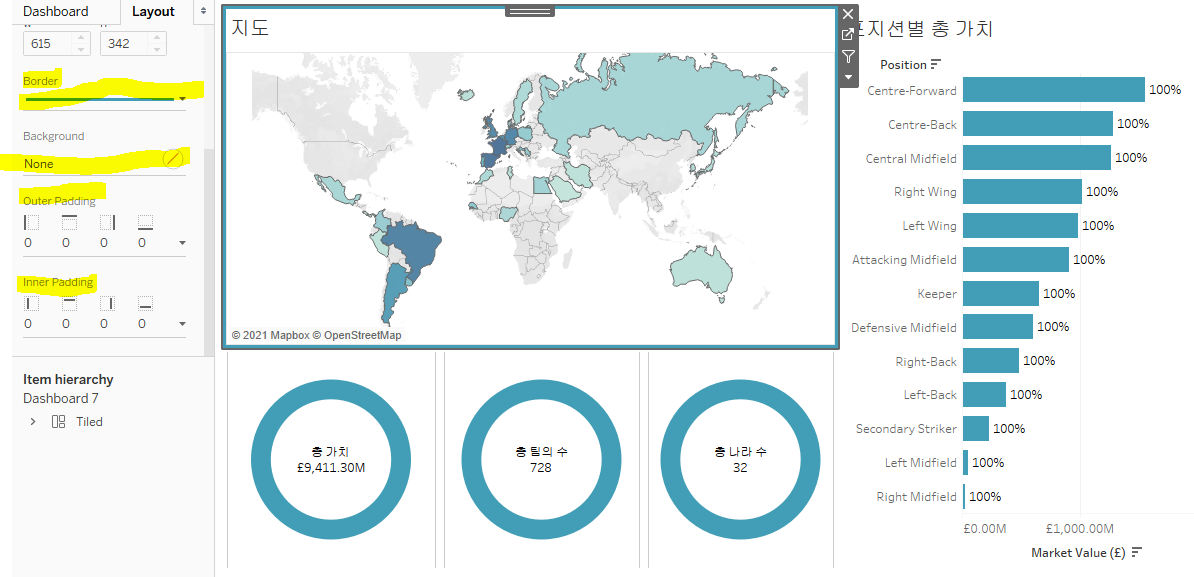 Dashboard
Layout
615
342
Border
Background
None
Outer Padding
0 0 0 0
Inner Padding
0 0 0 0
Item hierarchy
Dashboard 7
Tiled
지도
© 2021 Mapbox © OpenStreetMap
총 가치
£9,411.30M
총 팀의 수
728
총 나라 수
32
포지션별 총 가치
Position
Centre-Forward 100%
Centre-Back 100%
Central Midfield 100%
Right Wing 100%
Left Wing 100%
Attacking Midfield 100%
Keeper 100%
Defensive Midfield 100%
Right-Back 100%
Left-Back 100%
Secondary Striker 100%
Left Midfield 100%
Right Midfield 100%
£0.00M £1,000.00M
Market Value (£)